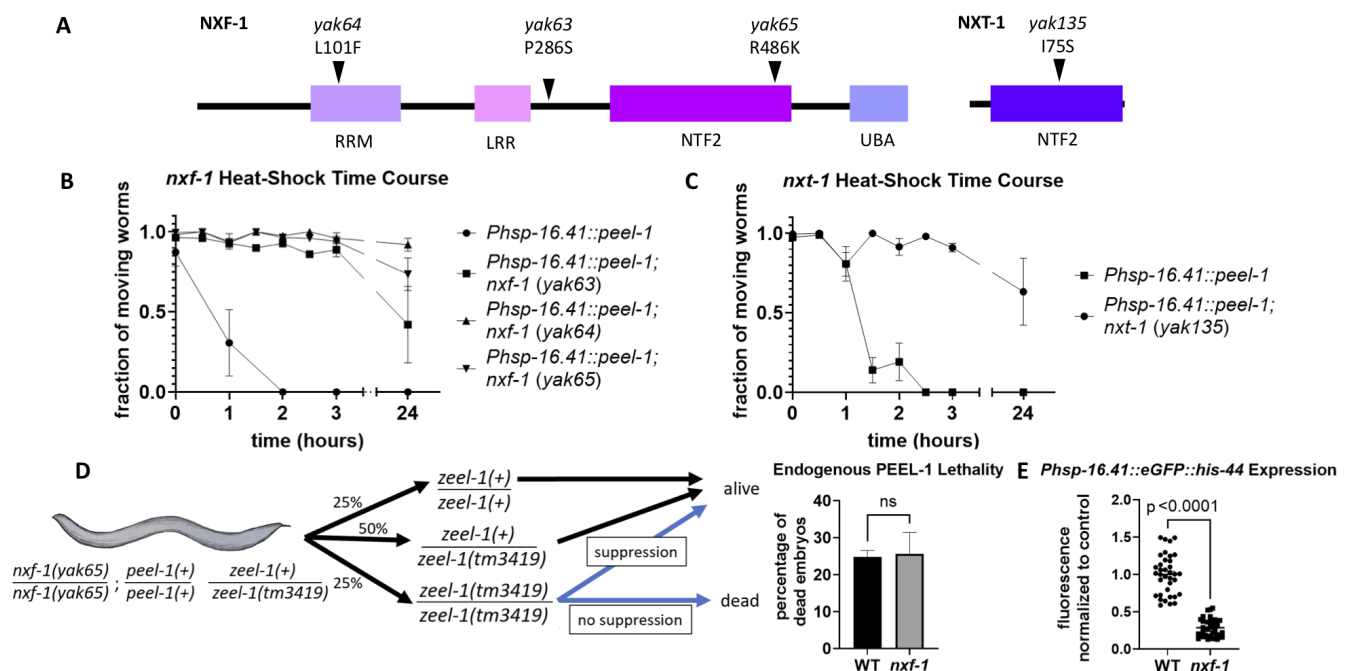 A
NXF-1
yak64
L101F
yak63
P286S
yak65
R486K
NXT-1
yak135
I75S
RRM
LRR
NTF2
UBA
NTF2
B
nxf-1 Heat-Shock Time Course
fraction of moving worms
1.0
0.5
0.0
0
1
2
3
24
time (hours)
Phsp-16.41::peel-1
Phsp-16.41::peel-1;
nxf-1 (yak63)
Phsp-16.41::peel-1;
nxf-1 (yak64)
Phsp-16.41::peel-1;
nxf-1 (yak65)
C
nxt-1 Heat-Shock Time Course
fraction of moving worms
1.0
0.5
0.0
0
1
2
3
24
time (hours)
Phsp-16.41::peel-1
Phsp-16.41::peel-1;
nxt-1 (yak135)
D
nxf-1(yak65)
nxf-1(yak65)
;
peel-1(+)
peel-1(+)
zeel-1(+)
zeel-1(tm3419)
25%
50%
25%
zeel-1(+)
zeel-1(+)
zeel-1(+)
zeel-1(tm3419)
zeel-1(tm3419)
zeel-1(tm3419)
alive
suppression
no suppression
dead
Endogenous PEEL-1 Lethality
percentage of
dead embryos
40
30
20
10
0
ns
WT
nxf-1
E
Phsp-16.41::eGFP::his-44 Expression
fluorescence
normalized to control
2.0
1.5
1.0
0.5
0.0
p <0.0001
WT
nxf-1